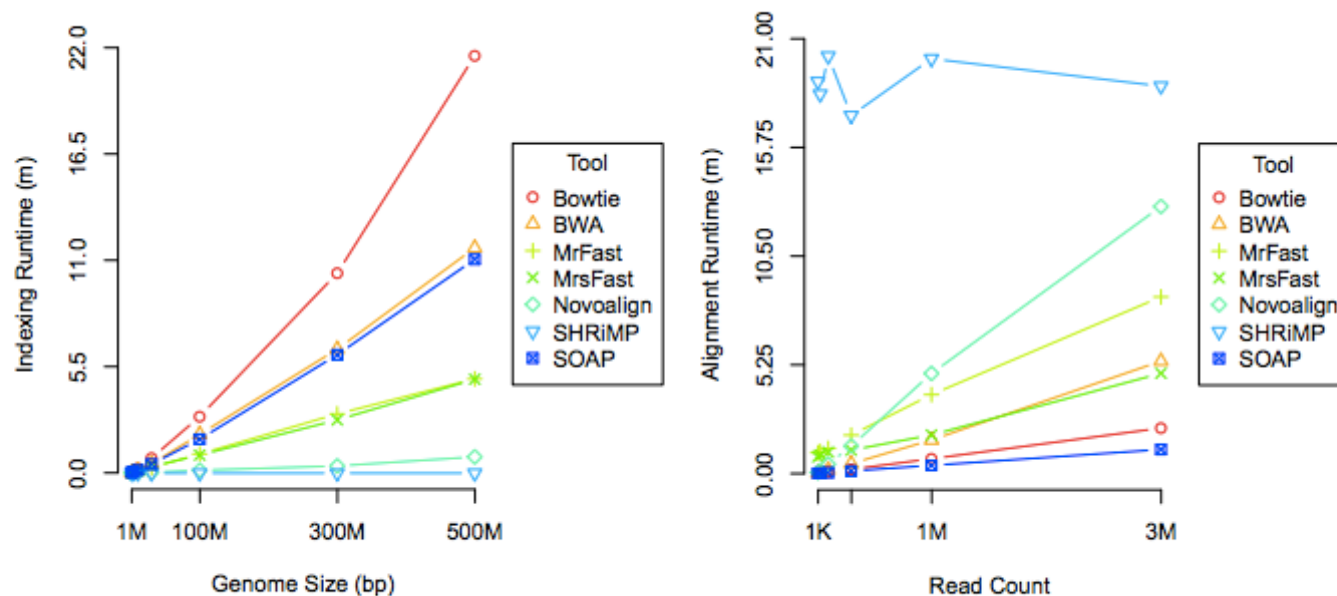 Indexing Runtime (m)
22.0
16.5
11.0
5.5
0.0
1M 100M 300M 500M
Genome Size (bp)
Tool
Bowtie
BWA
MrFast
MrsFast
Novoalign
SHRiMP
SOAP
Alignment Runtime (m)
21.00
15.75
10.50
5.25
0.00
1K 1M 3M
Read Count
Tool
Bowtie
BWA
MrFast
MrsFast
Novoalign
SHRiMP
SOAP